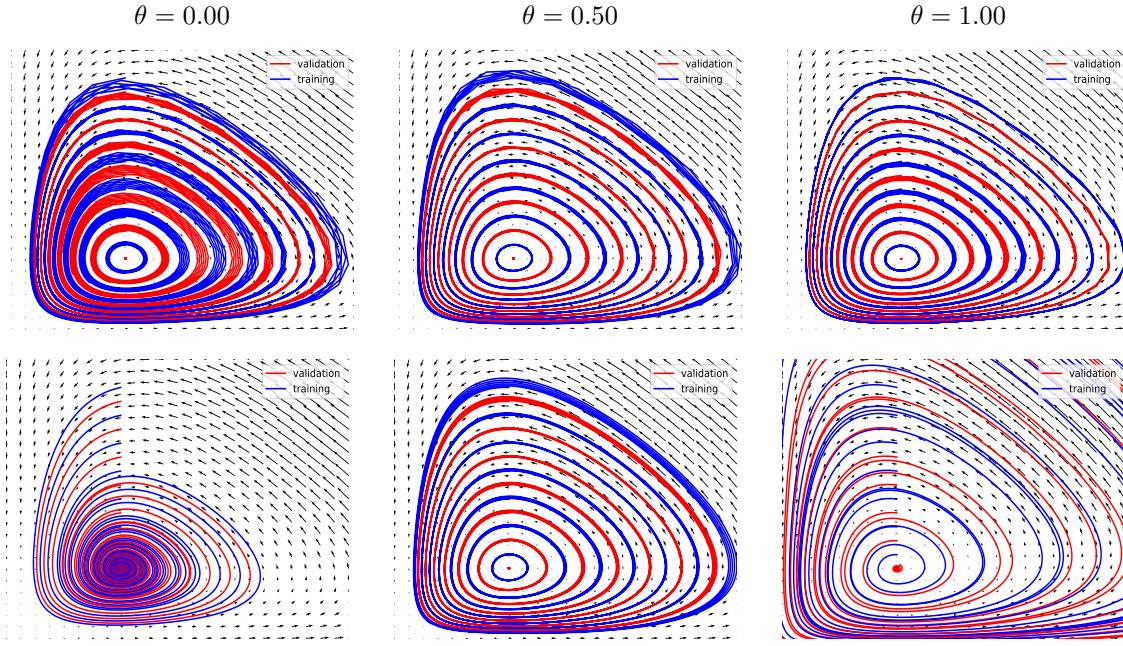 θ = 0.00
θ = 0.50
θ = 1.00
validation
training
validation
training
validation
training
validation
training
validation
training
validation
training